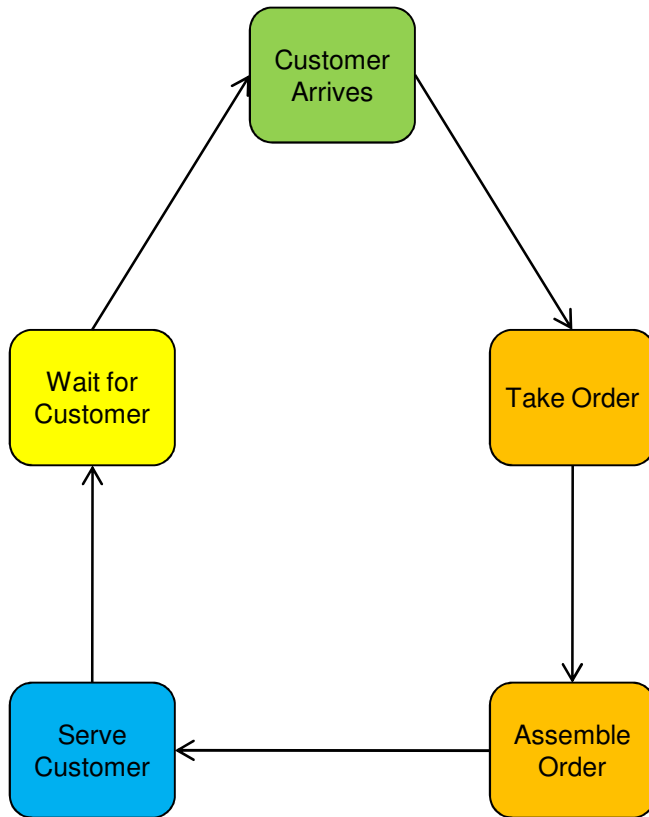 Customer
Arrives
Wait for
Customer
Take Order
Serve
Customer
Assemble
Order